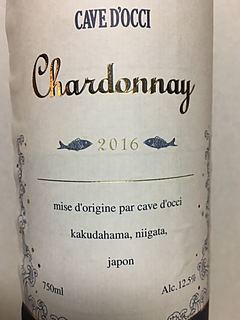 CAVE D'OCCI
Chardonnay
2016
mise d'origine par cave d'occi
kakudahama, niigata,
japon
750ml
Alc.12.5%